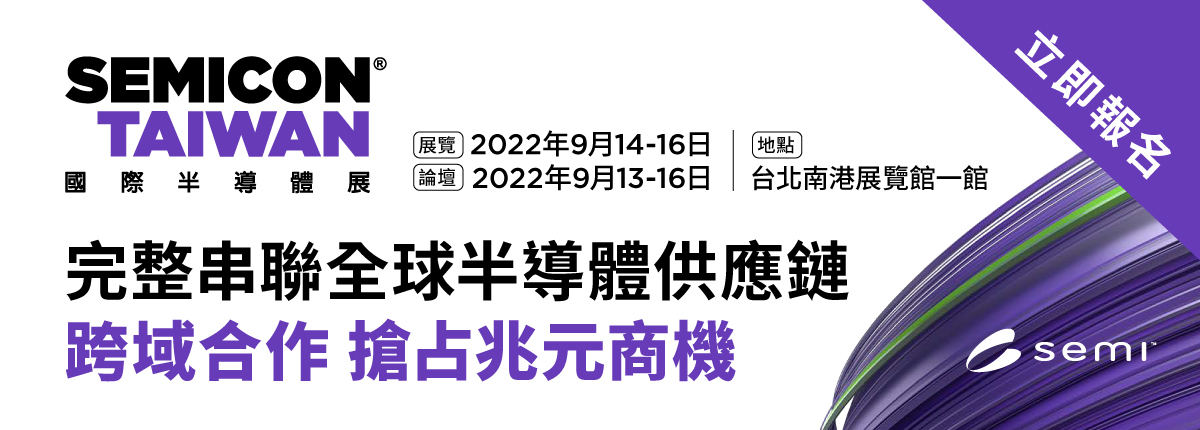 SEMICON®
TAIWAN
國際半導體展
展覽 2022年9月14-16日
論壇 2022年9月13-16日
地點
台北南港展覽館一館
立即報名
完整串聯全球半導體供應鏈
跨域合作 搶占兆元商機
semi™